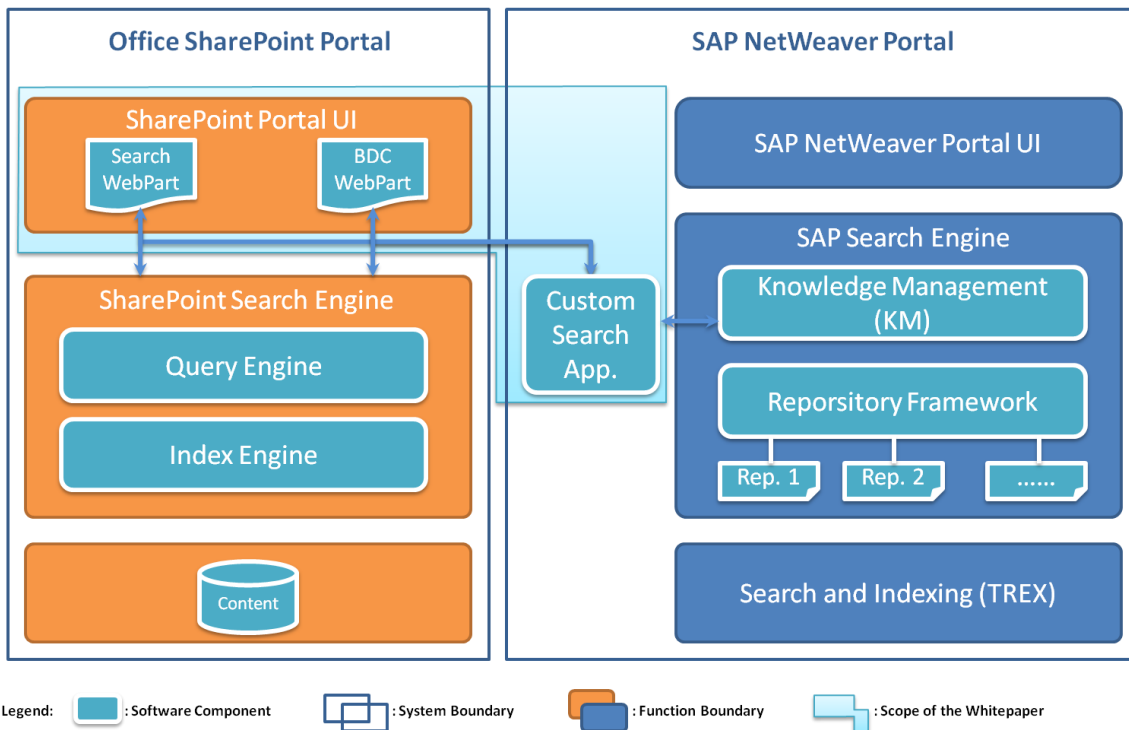 Office SharePoint Portal
SharePoint Portal UI
Search
WebPart
BDC
WebPart
SharePoint Search Engine
Query Engine
Index Engine
Content
SAP NetWeaver Portal
SAP NetWeaver Portal UI
Custom
Search
App.
SAP Search Engine
Knowledge Management
(KM)
Reporsitory Framework
Rep. 1
Rep. 2
......
Search and Indexing (TREX)
Legend:
: Software Component
: System Boundary
: Function Boundary
: Scope of the Whitepaper